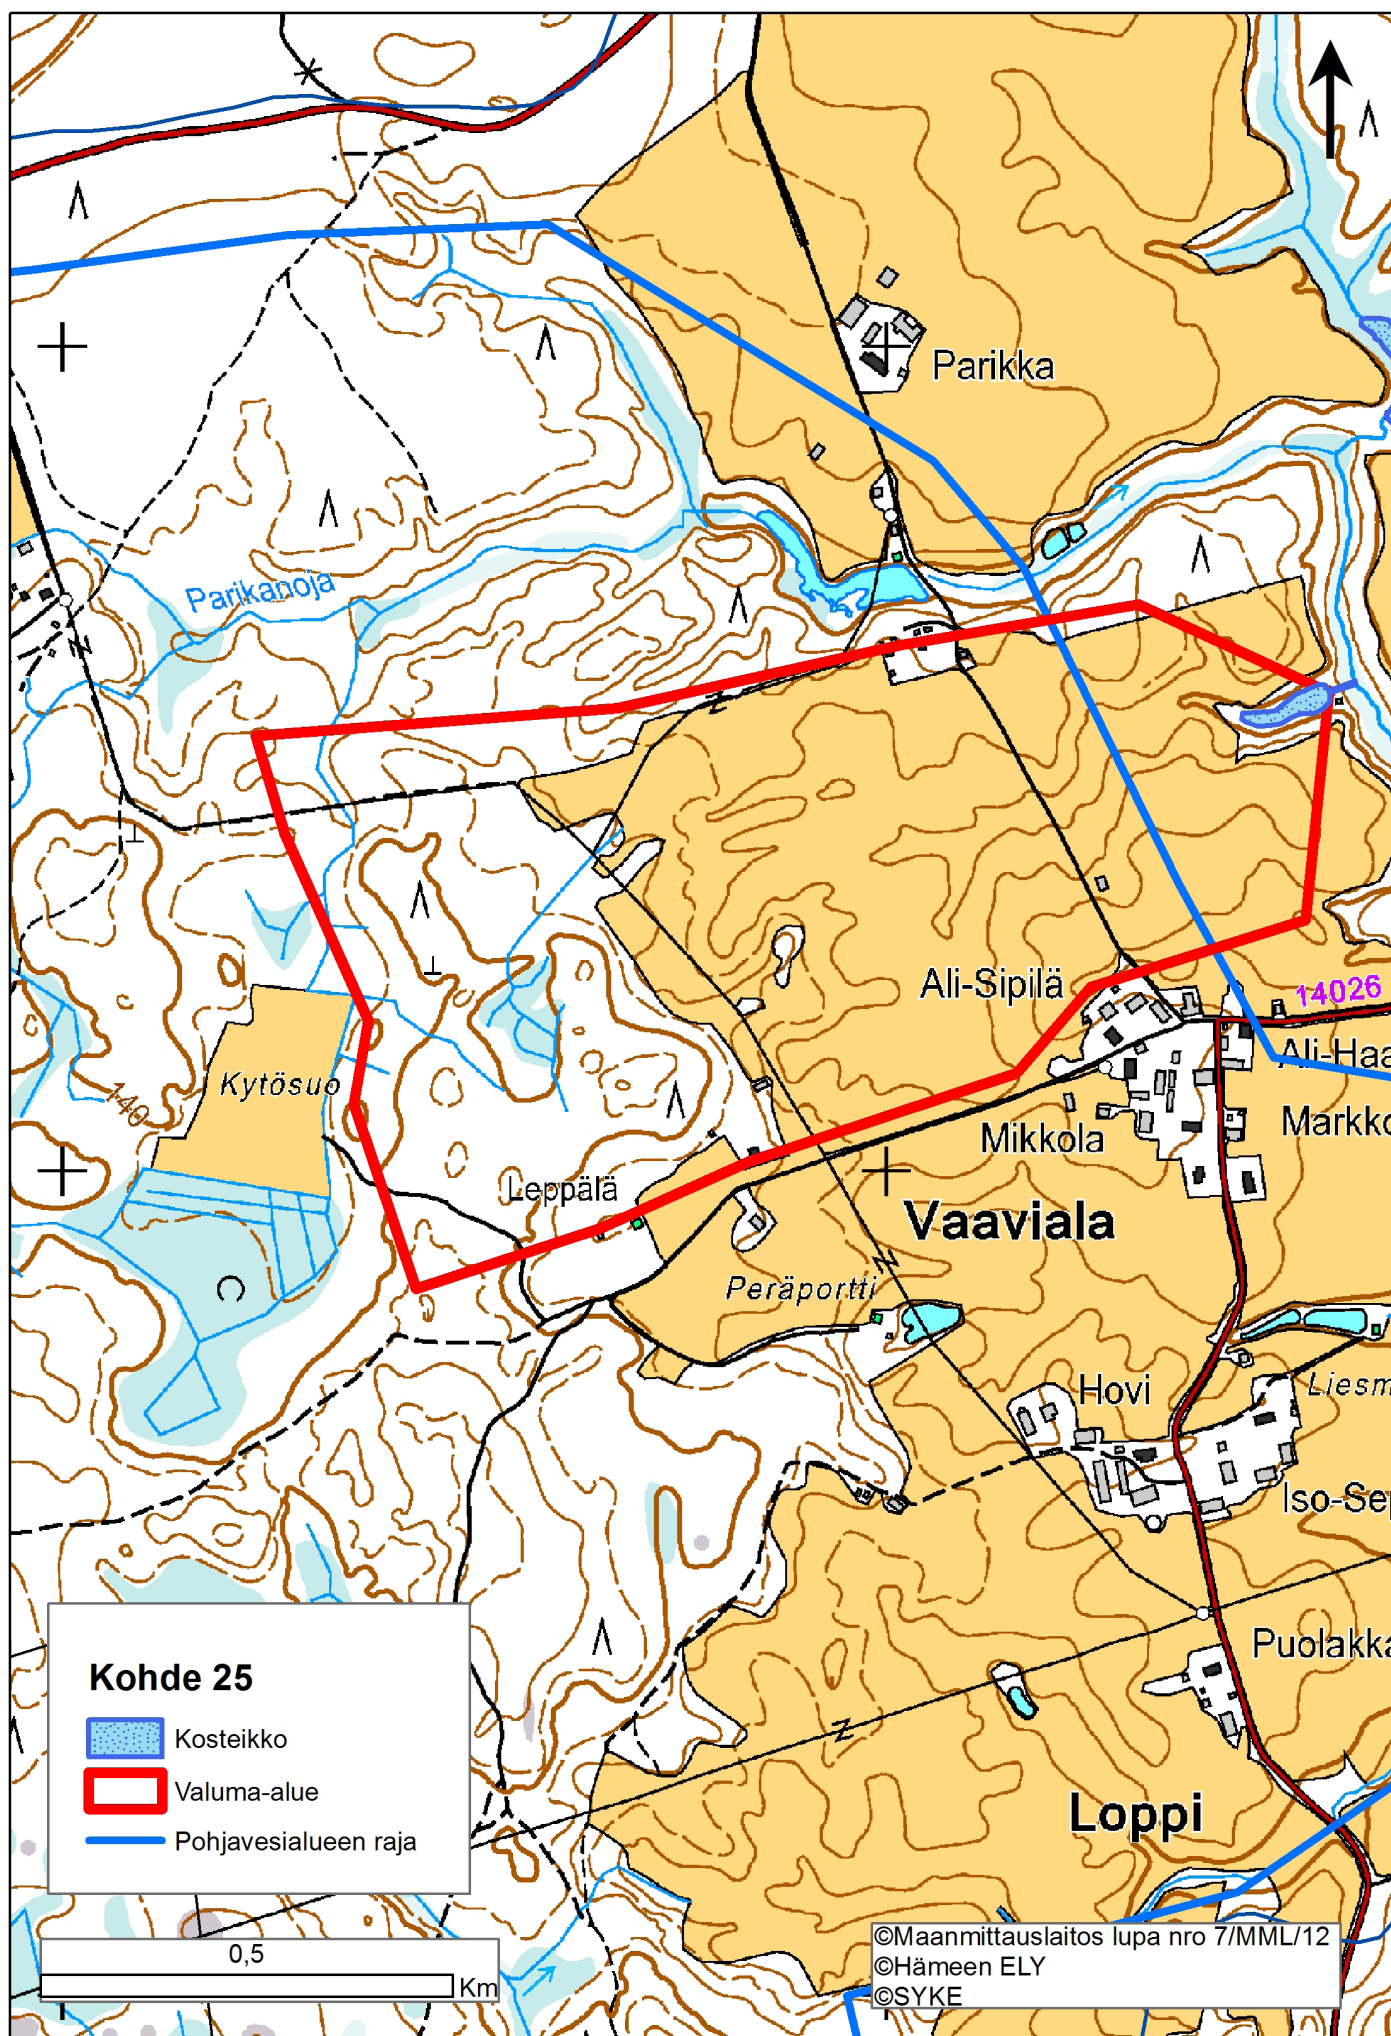 Parikka
Parikanoja
Ali-Sipilä
14026
Ali-Haa
Kytösuo
140
Markko
Mikkola
Leppälä
Vaaviala
Peräportti
Hovi
Liesm
Iso-Sep
Puolakka
Loppi
Kohde 25
Kosteikko
Valuma-alue
Pohjavesialueen raja
0,5
Km
©Maanmittauslaitos lupa nro 7/MML/12
©Hämeen ELY
©SYKE